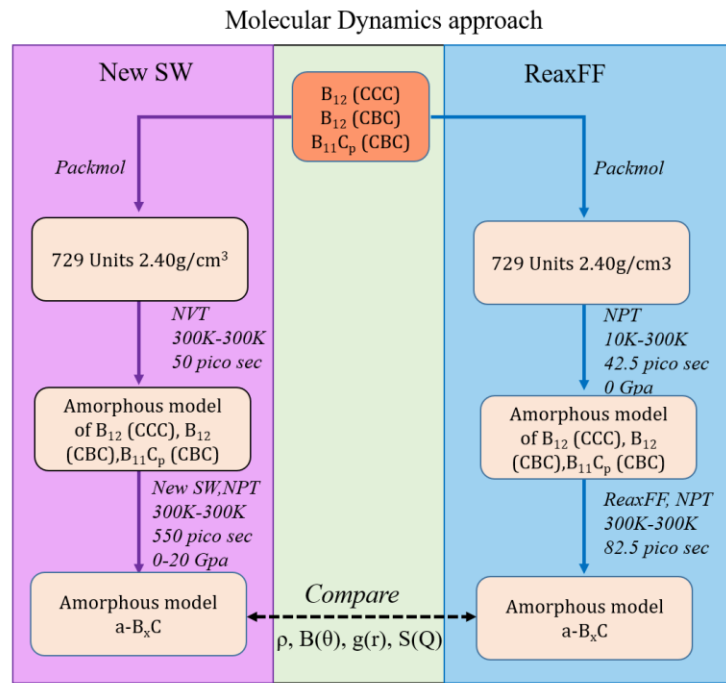 Molecular Dynamics approach
New SW
ReaxFF
B₁₂ (CCC)
B₁₂ (CBC)
B₁₁Cₚ (CBC)
Packmol
Packmol
729 Units 2.40g/cm³
729 Units 2.40g/cm3
NVT
300K-300K
50 pico sec
NPT
10K-300K
42.5 pico sec
0 Gpa
Amorphous model
of B₁₂ (CCC), B₁₂
(CBC),B₁₁Cₚ (CBC)
Amorphous model
of B₁₂ (CCC), B₁₂
(CBC),B₁₁Cₚ (CBC)
New SW,NPT
300K-300K
550 pico sec
0-20 Gpa
ReaxFF, NPT
300K-300K
82.5 pico sec
Amorphous model
a-BₓC
Compare
ρ, B(θ), g(r), S(Q)
Amorphous model
a-BₓC